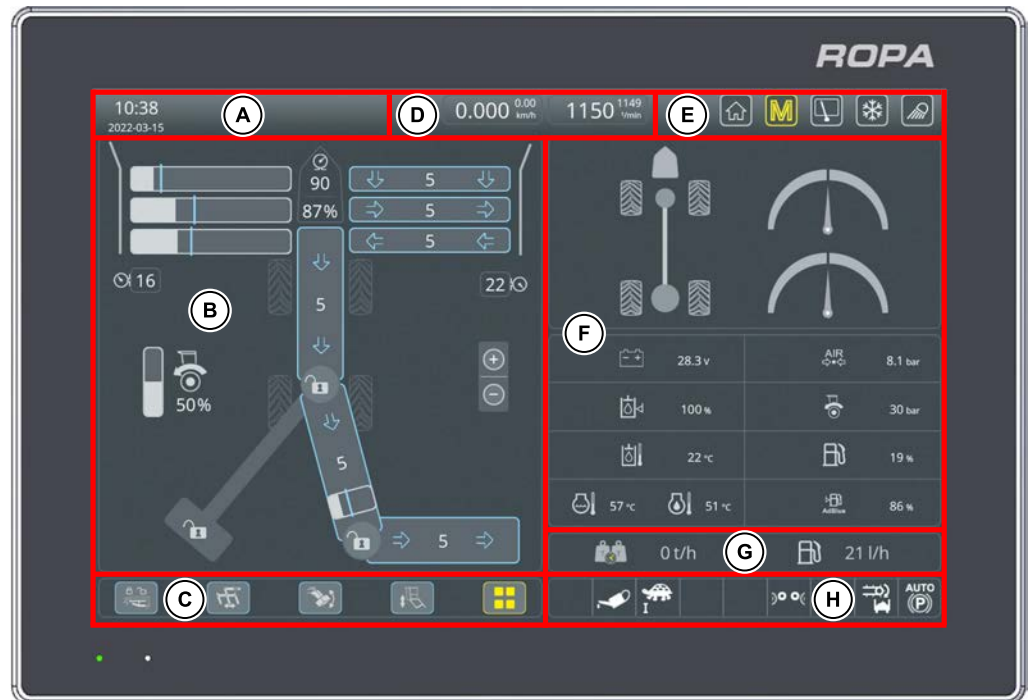 ROPA
10:38
2022-03-15
A
D
0.000 0.00 km/h
1150 1149 1/min
E
M
90
87%
5
5
5
16
B
5
22
50%
5
5
F
28.3 V
AIR
8.1 bar
100 %
30 bar
22 °C
19 %
57 °C
51 °C
AdBlue
86 %
0 t/h
G
21 l/h
C
I
H
AUTO
P